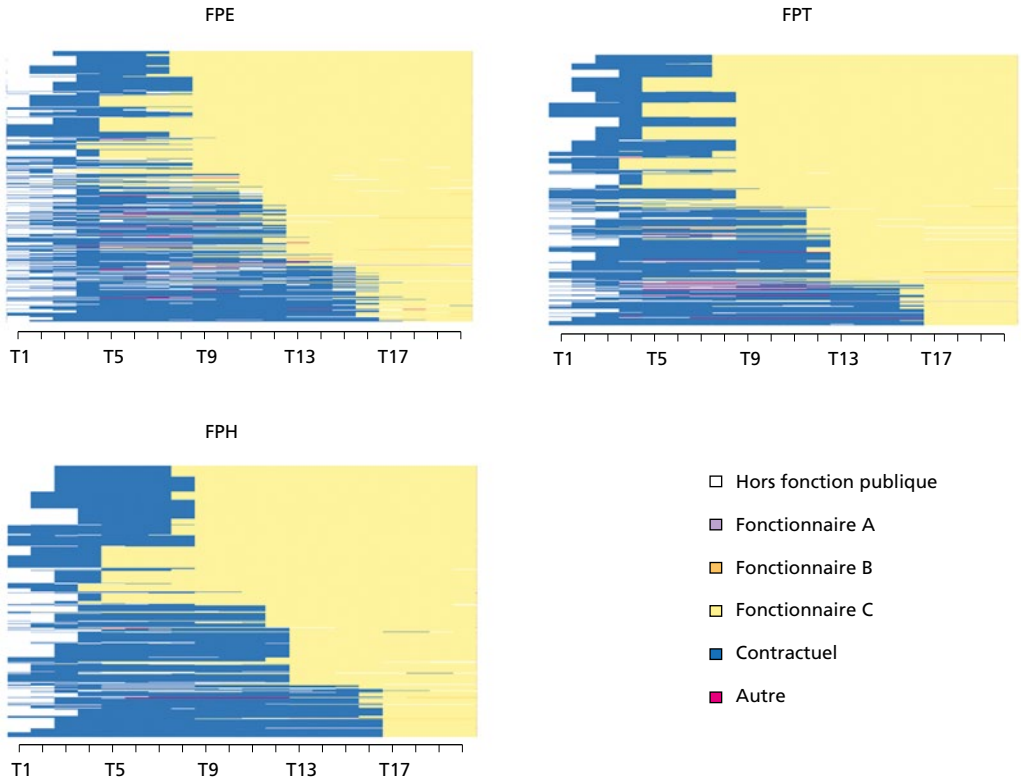 FPE
FPT
T1 T5 T9 T13 T17
T1 T5 T9 T13 T17
FPH
Hors fonction publique
Fonctionnaire A
Fonctionnaire B
Fonctionnaire C
Contractuel
Autre
T1 T5 T9 T13 T17